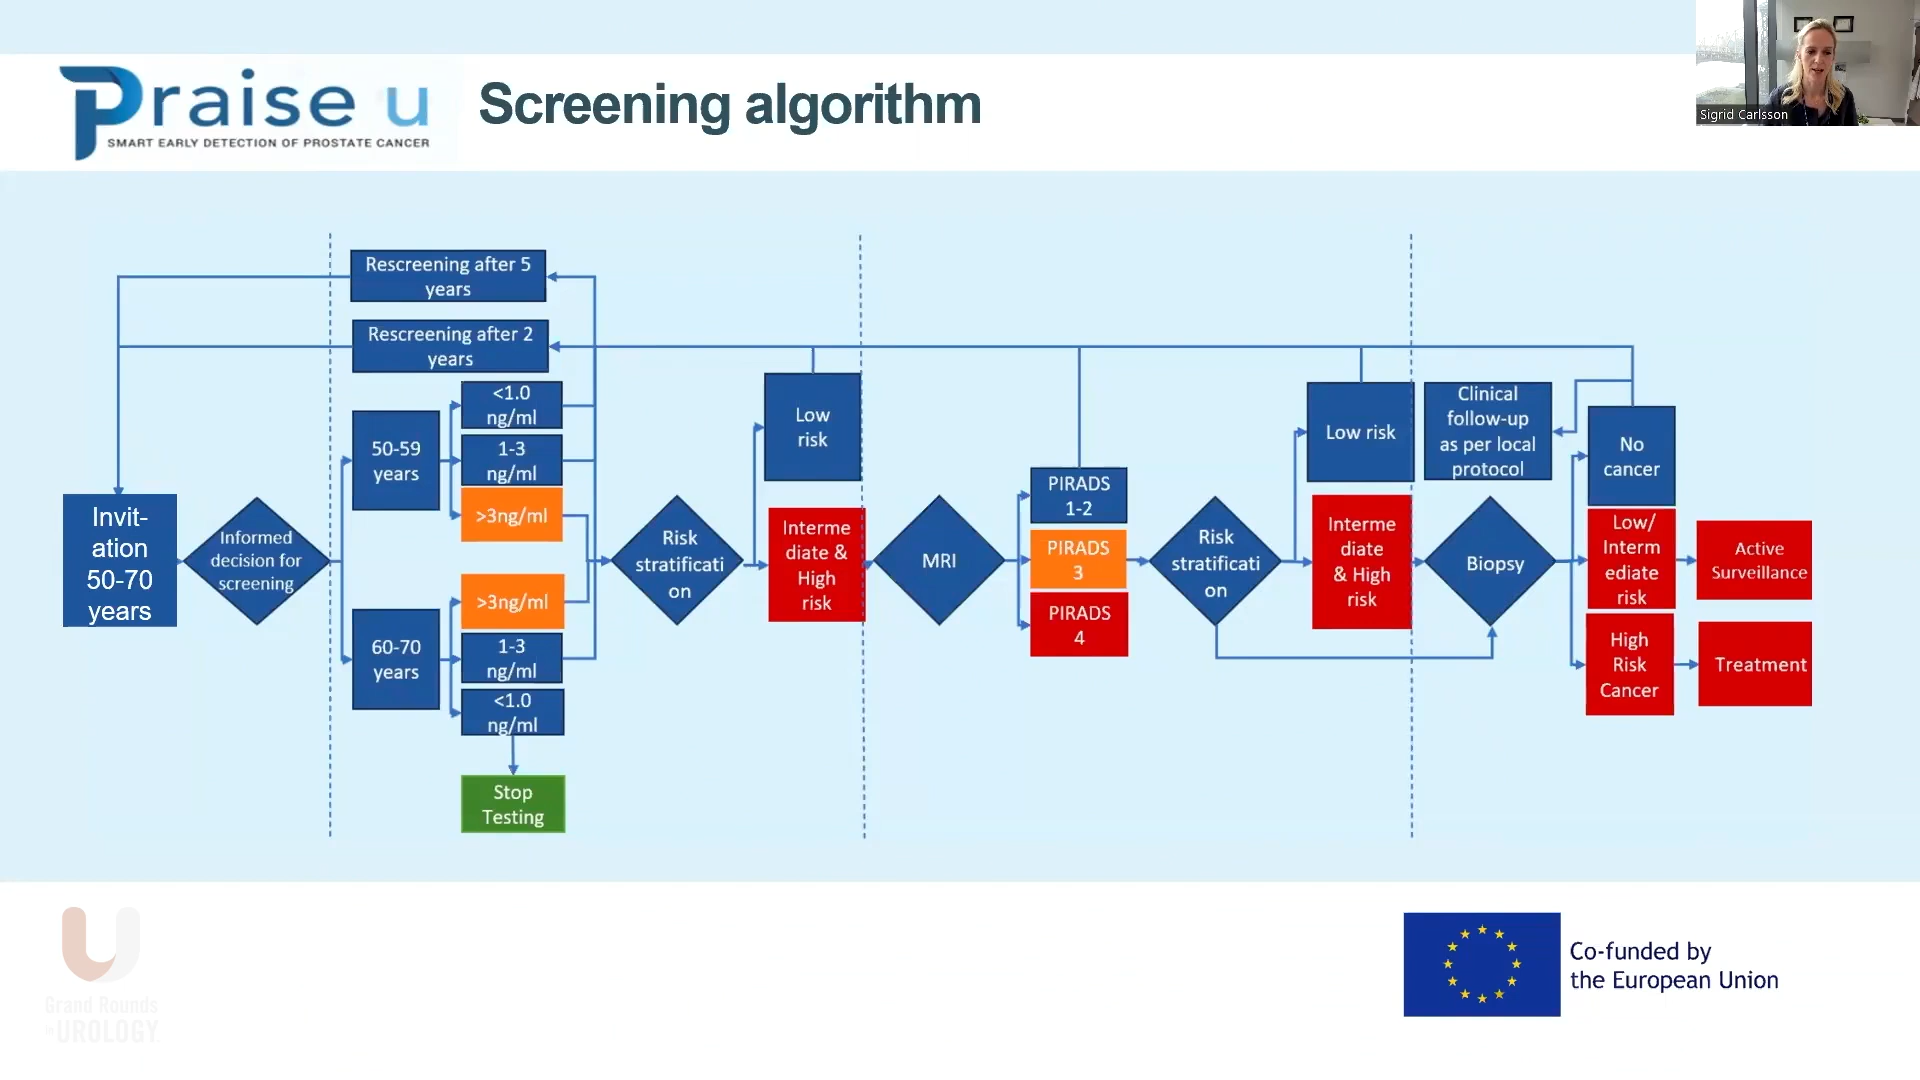 Praise u
SMART EARLY DETECTION OF PROSTATE CANCER
Screening algorithm
Sigrid Carlsson
Rescreening after 5
years
Rescreening after 2
years
Invit-
ation
50-70
years
Informed
decision for
screening
50-59
years
<1.0
ng/ml
1-3
ng/ml
>3ng/ml
60-70
years
>3ng/ml
1-3
ng/ml
<1.0
ng/ml
Stop
Testing
Risk
stratificati
on
Low
risk
Interme
diate &
High
risk
MRI
PIRADS
1-2
PIRADS
3
PIRADS
4
Risk
stratificati
on
Low risk
Interme
diate
& High
risk
Clinical
follow-up
as per local
protocol
Biopsy
No
cancer
Low/
Interm
ediate
risk
High
Risk
Cancer
Active
Surveillance
Treatment
Grand Rounds
in UROLOGY
Co-funded by
the European Union